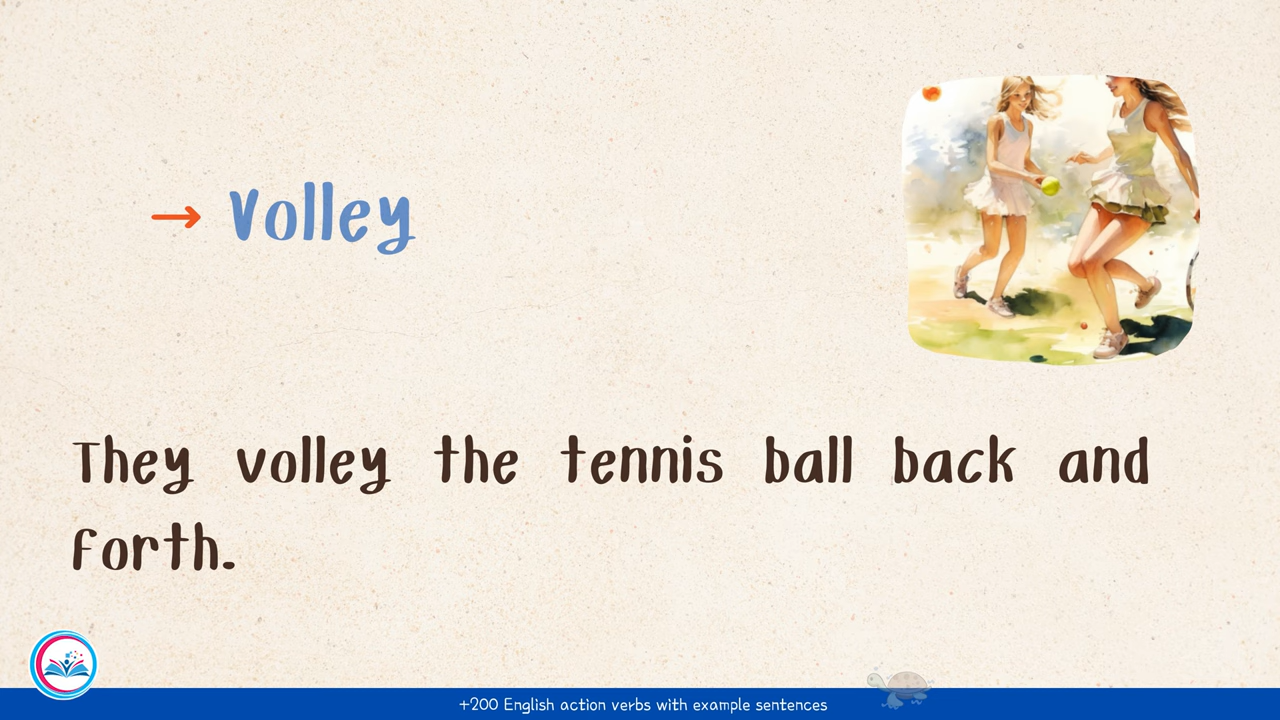 → Volley
They volley the tennis ball back and
forth.
+200 English action verbs with example sentences